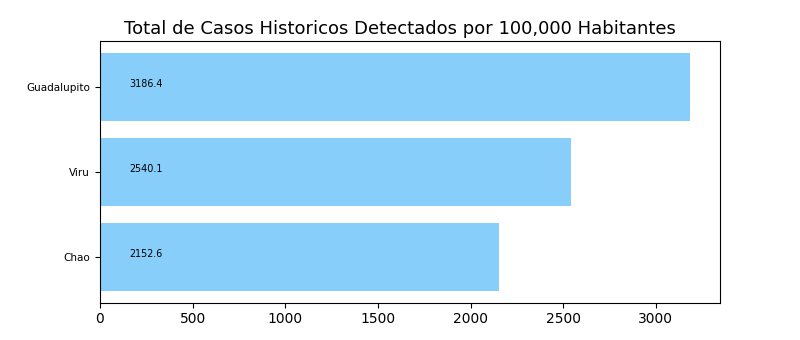 Total de Casos Historicos Detectados por 100,000 Habitantes
Guadalupito
3186.4
Viru
2540.1
Chao
2152.6
0 500 1000 1500 2000 2500 3000